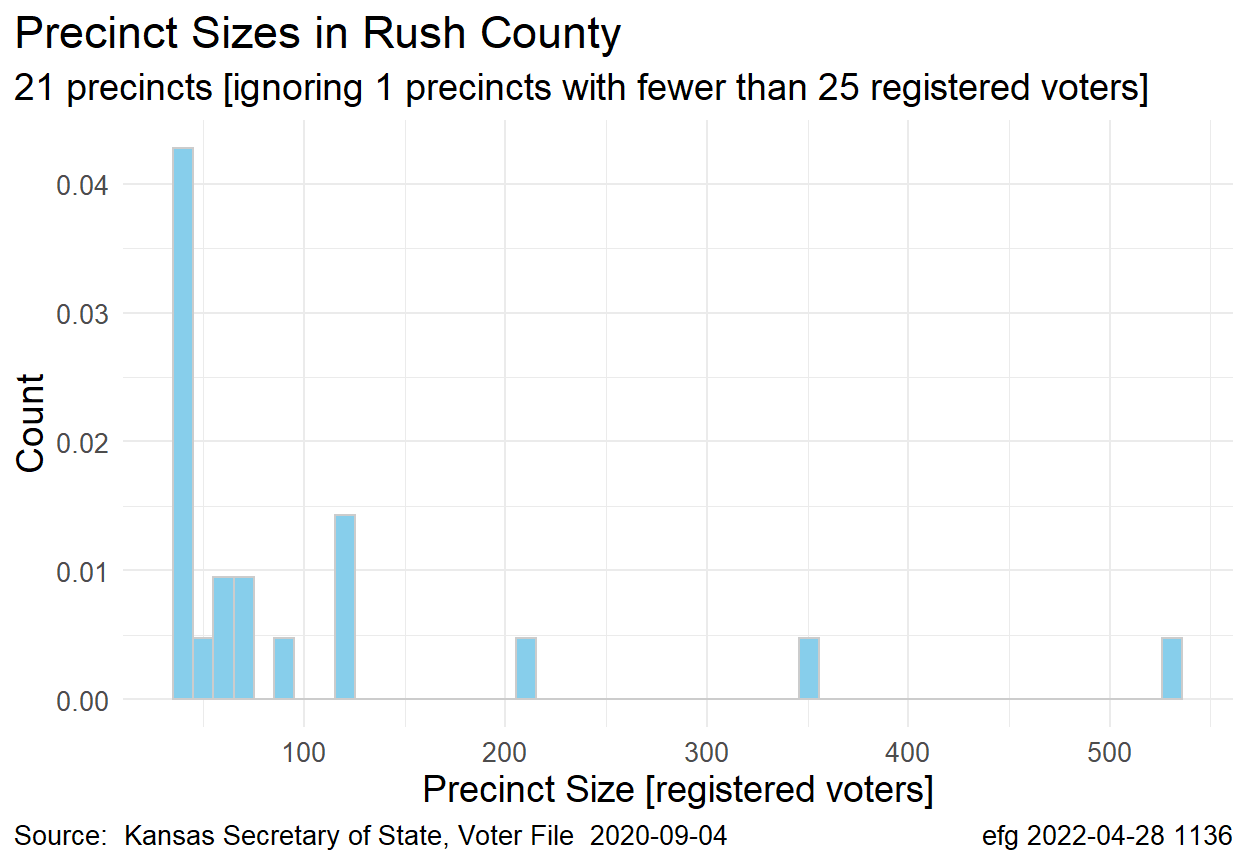 Precinct Sizes in Rush County
21 precincts [ignoring 1 precincts with fewer than 25 registered voters]
0.04
0.03
0.02
0.01
0.00
Count
100 200 300 400 500
Precinct Size [registered voters]
Source:  Kansas Secretary of State, Voter File  2020-09-04 efg 2022-04-28 1136